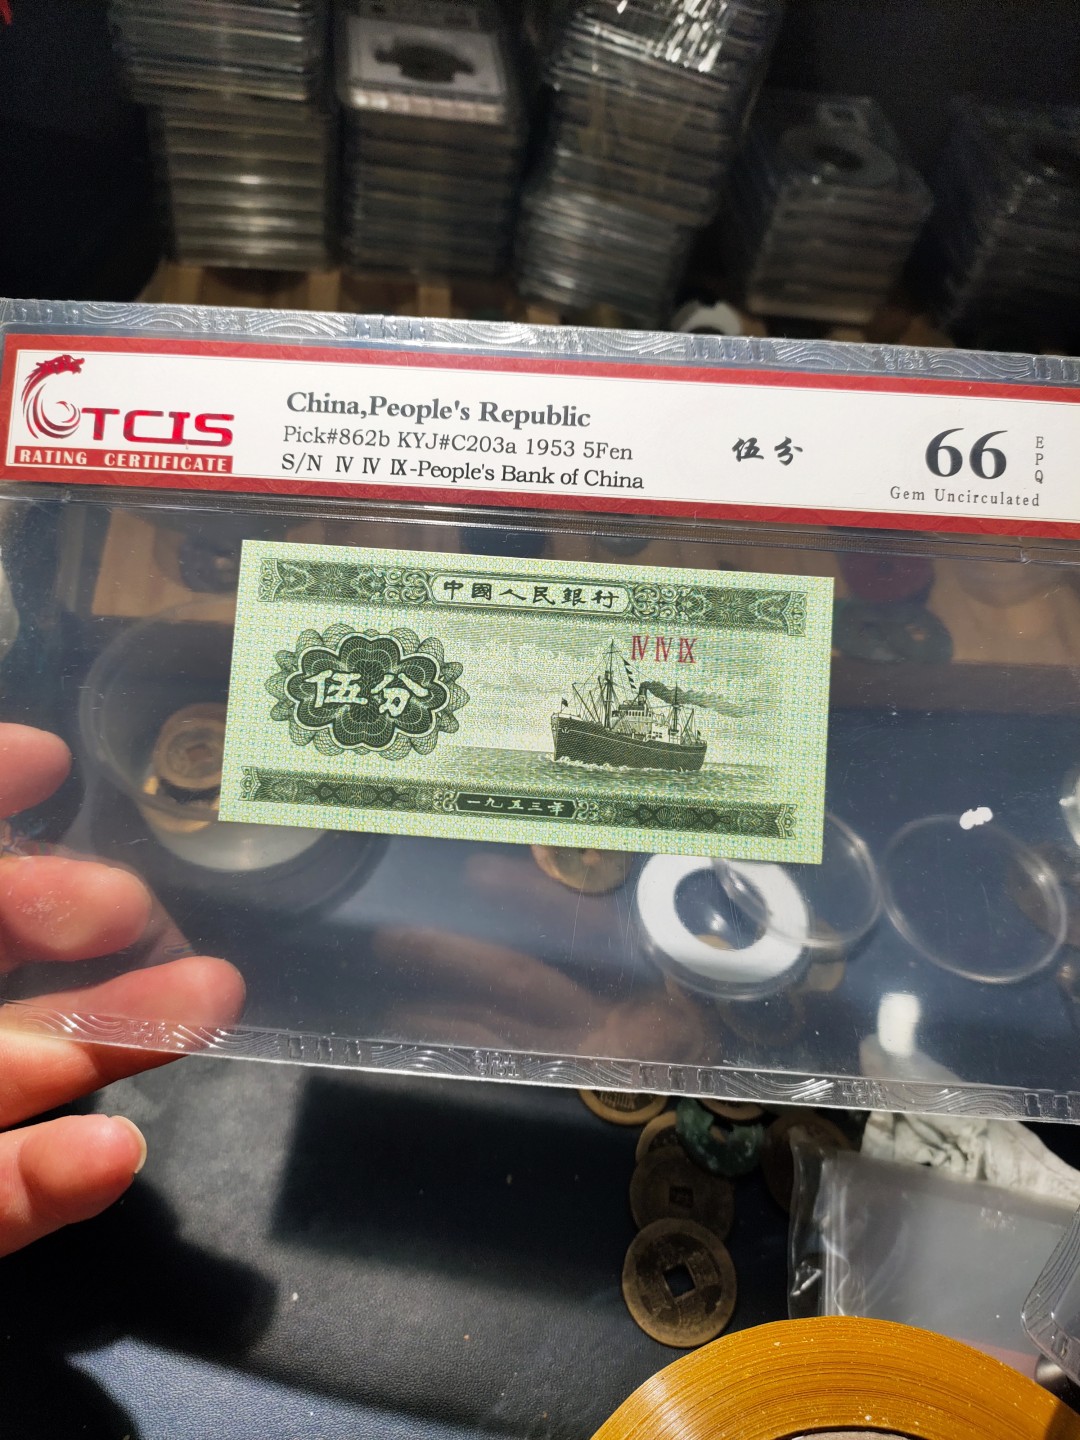 TCIS
RATING CERTIFICATE
China,People's Republic
Pick#862b KYJ#C203a 1953 5Fen
S/N Ⅳ Ⅳ Ⅸ-People's Bank of China
伍分
66
EPQ
Gem Uncirculated
中國人民銀行
Ⅳ Ⅳ Ⅸ
伍分
一九五三年